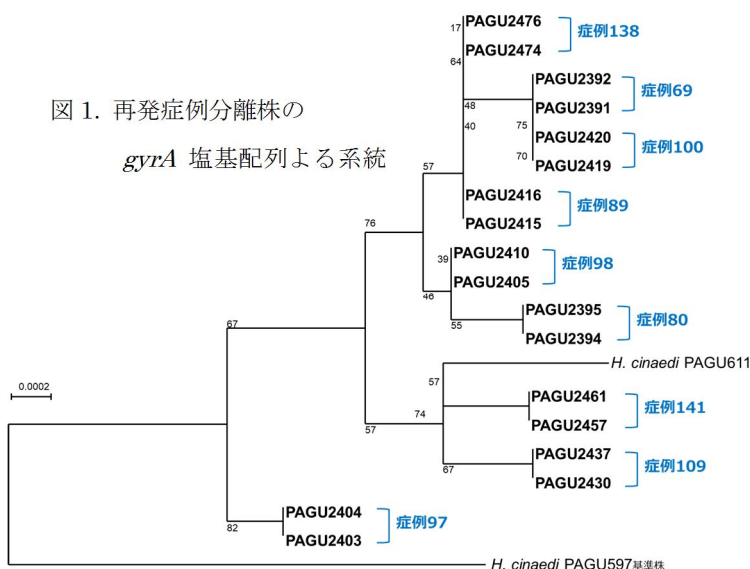 図1. 再発症例分離株の
gyrA 塩基配列よる系統
PAGU2476
17
症例138
PAGU2474
64
PAGU2392
症例69
48
PAGU2391
40
75
PAGU2420
症例100
70
PAGU2419
57
PAGU2416
症例89
PAGU2415
76
39
PAGU2410
症例98
PAGU2405
46
PAGU2395
症例80
55
PAGU2394
67
H. cinaedi PAGU611
57
0.0002
PAGU2461
症例141
74
PAGU2457
57
PAGU2437
症例109
67
PAGU2430
PAGU2404
症例97
82
PAGU2403
H. cinaedi PAGU597基準株